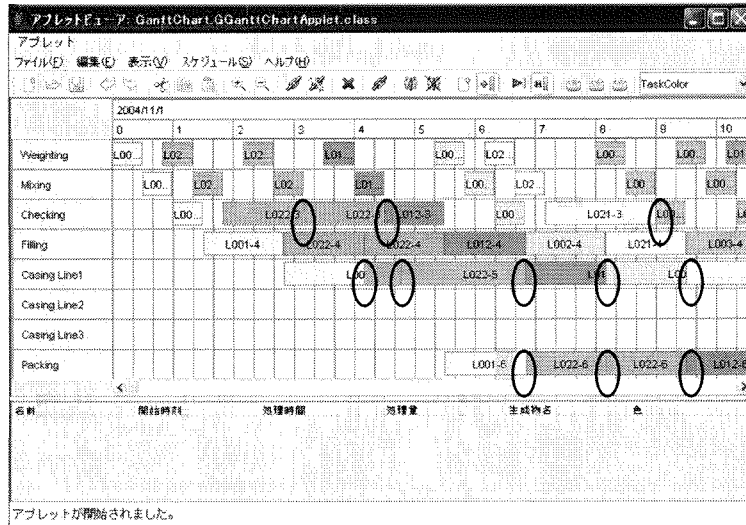 アプレットビューア: GanttChart.GGanttChartApplet.class
アプレット
ファイル(F) 編集(E) 表示(V) スケジュール(S) ヘルプ(H)
TaskColor
2004/11/1
0 1 2 3 4 5 6 7 8 9 10
Weighting L00... L02... L02... L01... L00... L02... L00... L00... L01
Mixing L00... L02... L02... L01... L00... L02... L00... L00...
Checking L00... L022-3 L022- L012-3 L00... L021-3
Filling L001-4 L022-4 L022-4 L012-4 L002-4 L021-4 L003-4
Casing Line1 L022-5
Casing Line2
Casing Line3
Packing L001-6 L022-6 L022-6 L012-6
名前 開始時刻 処理時間 処理量 生成物名 色
アプレットが開始されました。